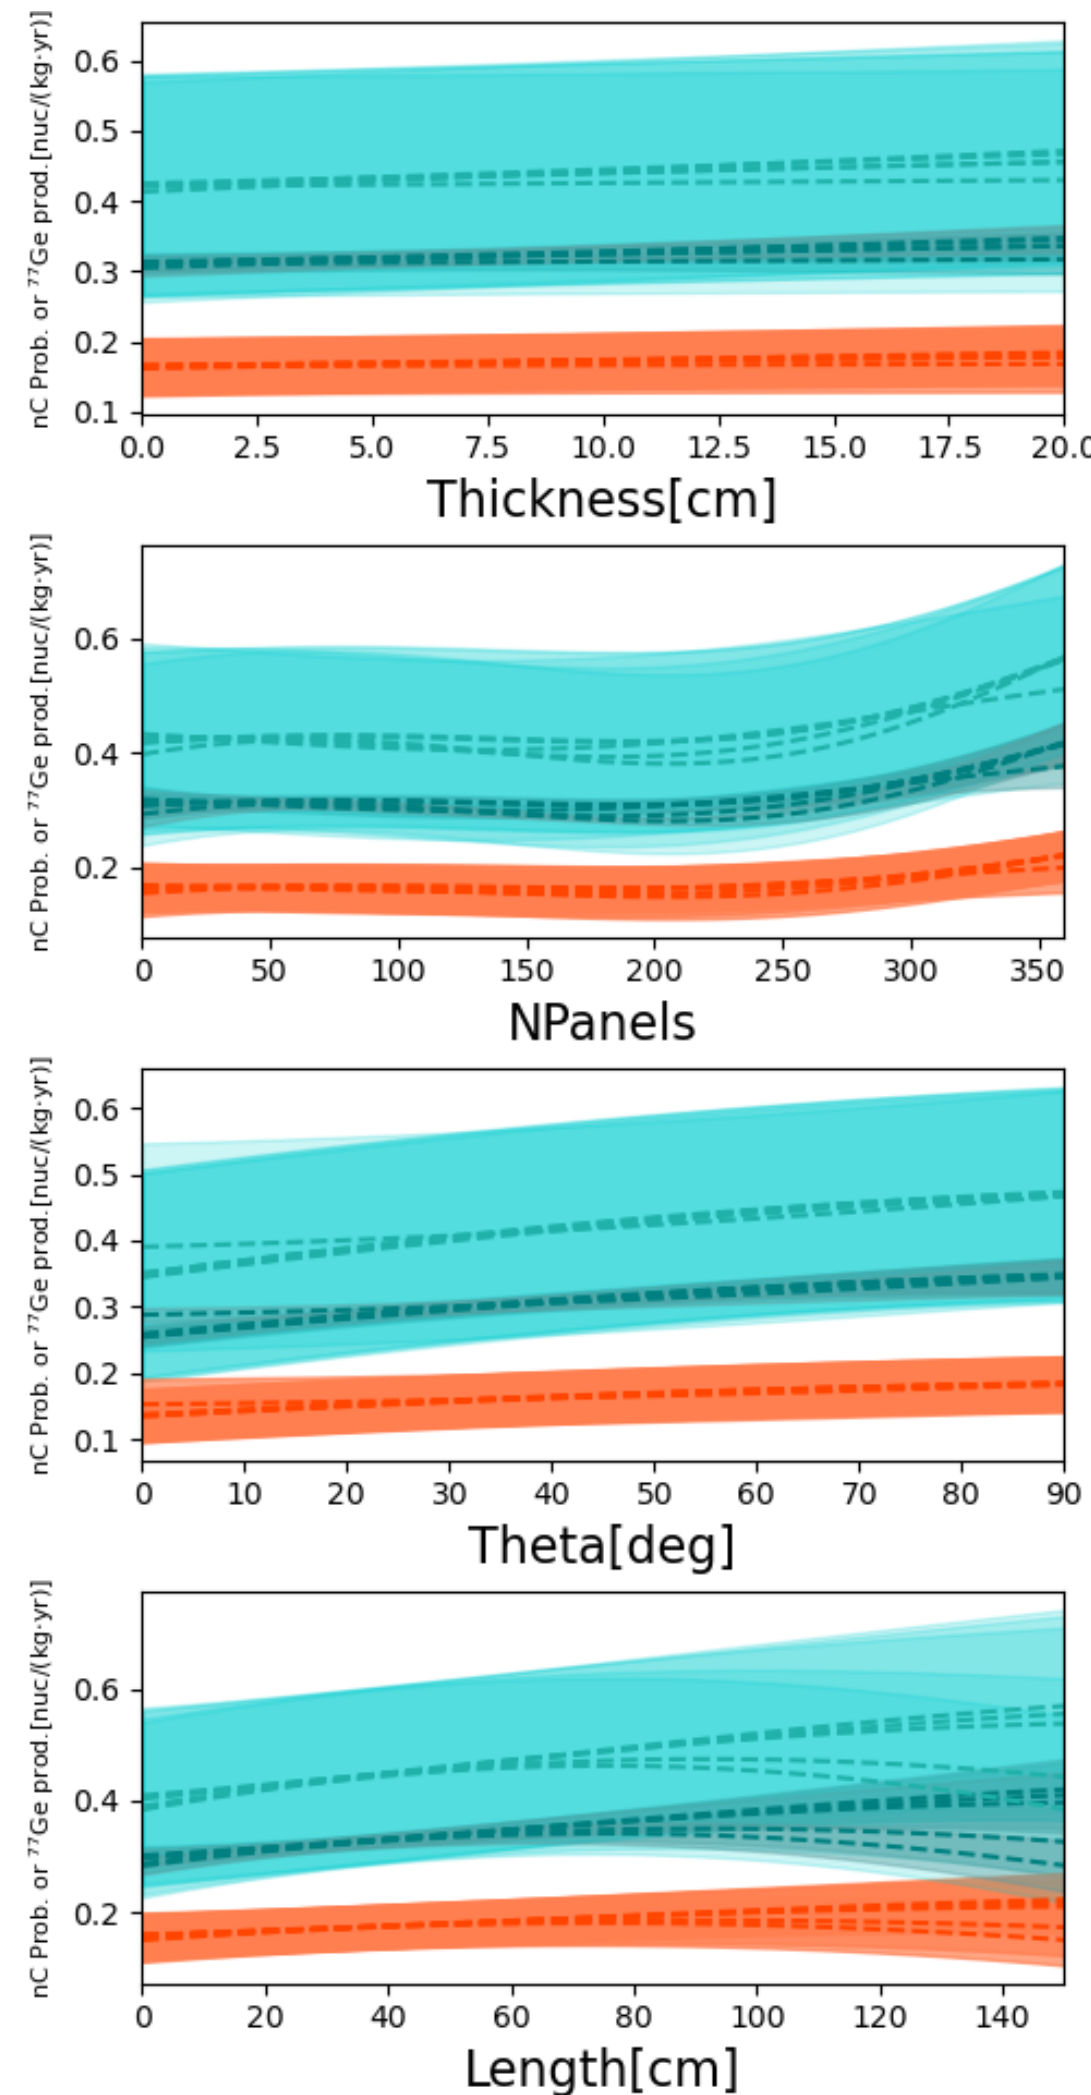 nC Prob. or ⁷⁷Ge prod.[nuc/(kg·yr)]
0.6
0.5
0.4
0.3
0.2
0.1
0.0 2.5 5.0 7.5 10.0 12.5 15.0 17.5 20.0
Thickness[cm]
nC Prob. or ⁷⁷Ge prod.[nuc/(kg·yr)]
0.6
0.4
0.2
0 50 100 150 200 250 300 350
NPanels
nC Prob. or ⁷⁷Ge prod.[nuc/(kg·yr)]
0.6
0.5
0.4
0.3
0.2
0.1
0 10 20 30 40 50 60 70 80 90
Theta[deg]
nC Prob. or ⁷⁷Ge prod.[nuc/(kg·yr)]
0.6
0.4
0.2
0 20 40 60 80 100 120 140
Length[cm]